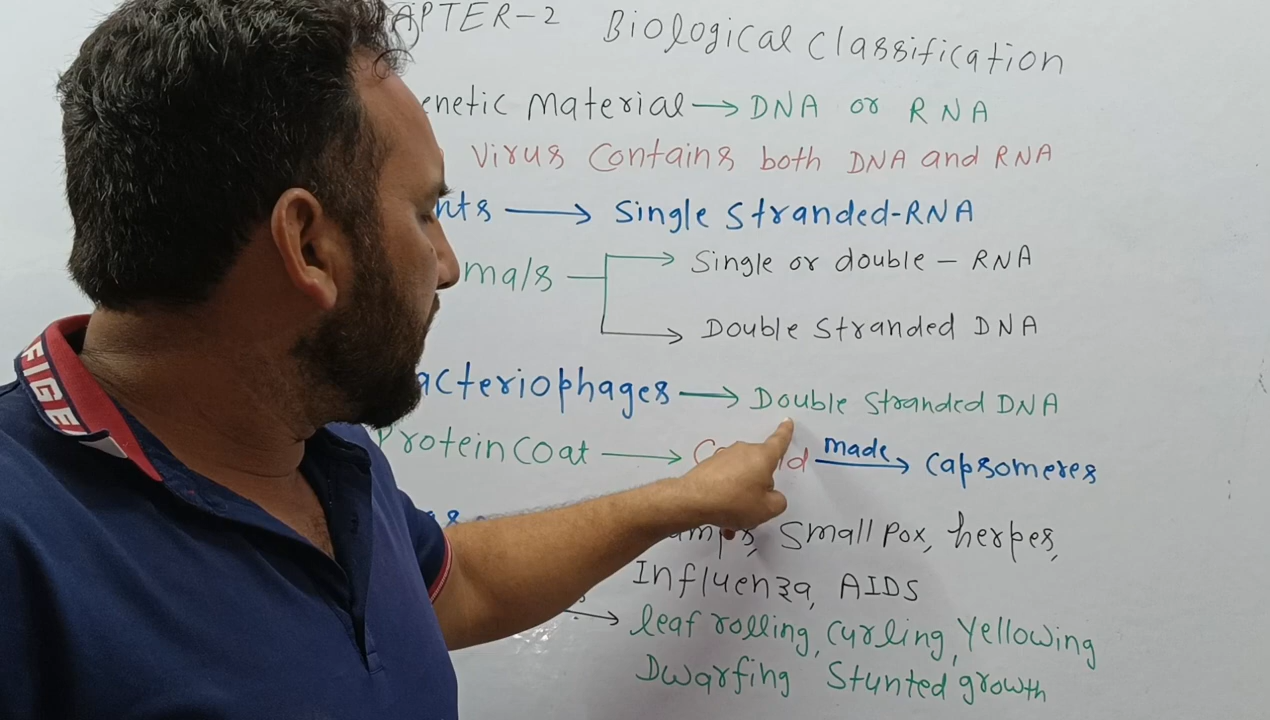 APTER-2 Biological Classification
enetic Material → DNA or RNA
Virus Contains both DNA and RNA
nts → Single Stranded-RNA
mals → Single or double - RNA
→ Double Stranded DNA
acteriophages → Double Stranded DNA
Protein Coat → made → Capsomeres
Small Pox, herpes,
Influenza, AIDS
→ leaf rolling, Curling, Yellowing
Dwarfing Stunted growth
FIGE